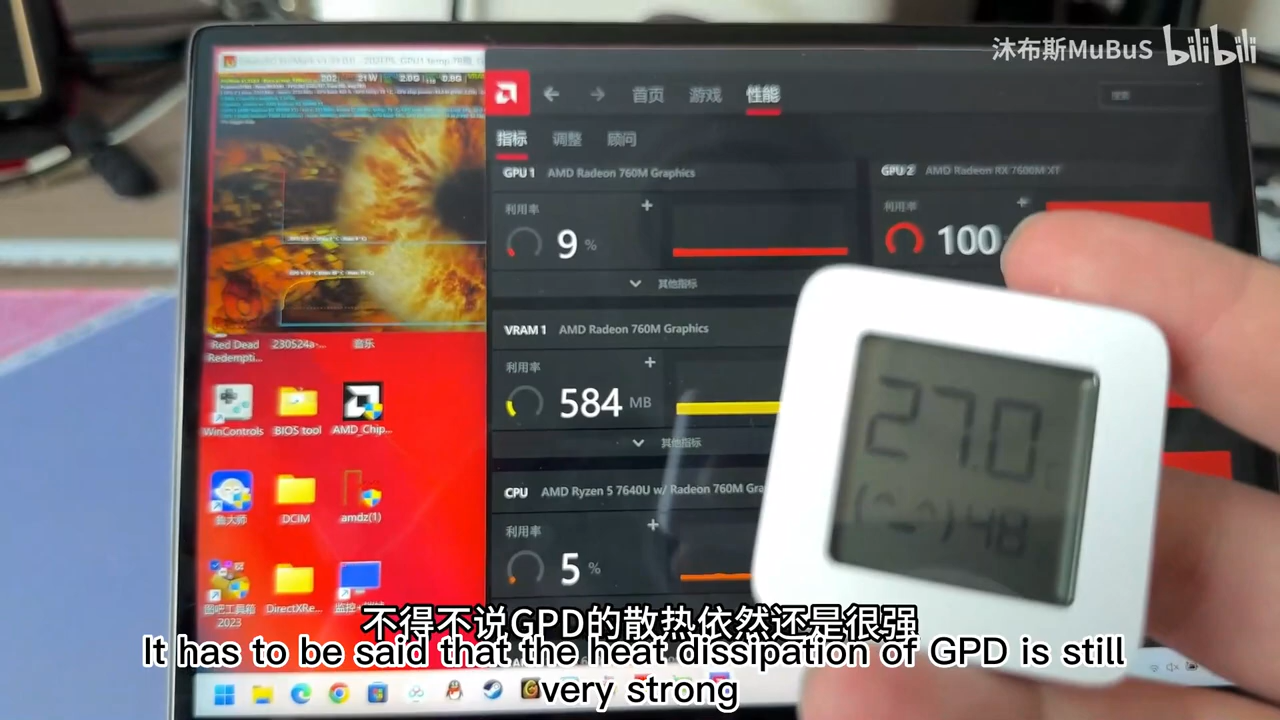 沐布斯MuBuS bilibili
首页 游戏 性能
指标 调整 顾问
GPU 1 AMD Radeon 760M Graphics
GPU 2 AMD Radeon RX 7600M XT
利用率
利用率
9 %
100
其他指标
VRAM 1 AMD Radeon 760M Graphics
利用率
584 MB
其他指标
CPU AMD Ryzen 5 7640U w/ Radeon 760M Gra
利用率
5 %
Red Dead
Redempti...
230524a-...
音乐
WinControls
BIOS tool
AMD_Chip...
鲁大师
DCIM
amdz(1)
图吧工具箱
2023
DirectXRe...
27.0
48
不得不说GPD的散热依然还是很强
It has to be said that the heat dissipation of GPD is still
very strong